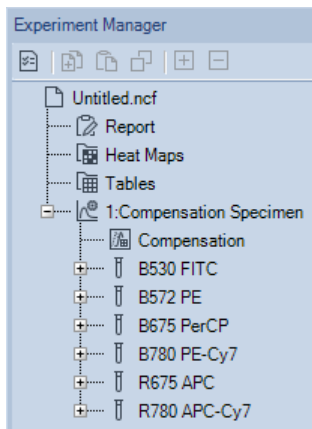 Experiment Manager
Untitled.ncf
Report
Heat Maps
Tables
1:Compensation Specimen
Compensation
B530 FITC
B572 PE
B675 PerCP
B780 PE-Cy7
R675 APC
R780 APC-Cy7